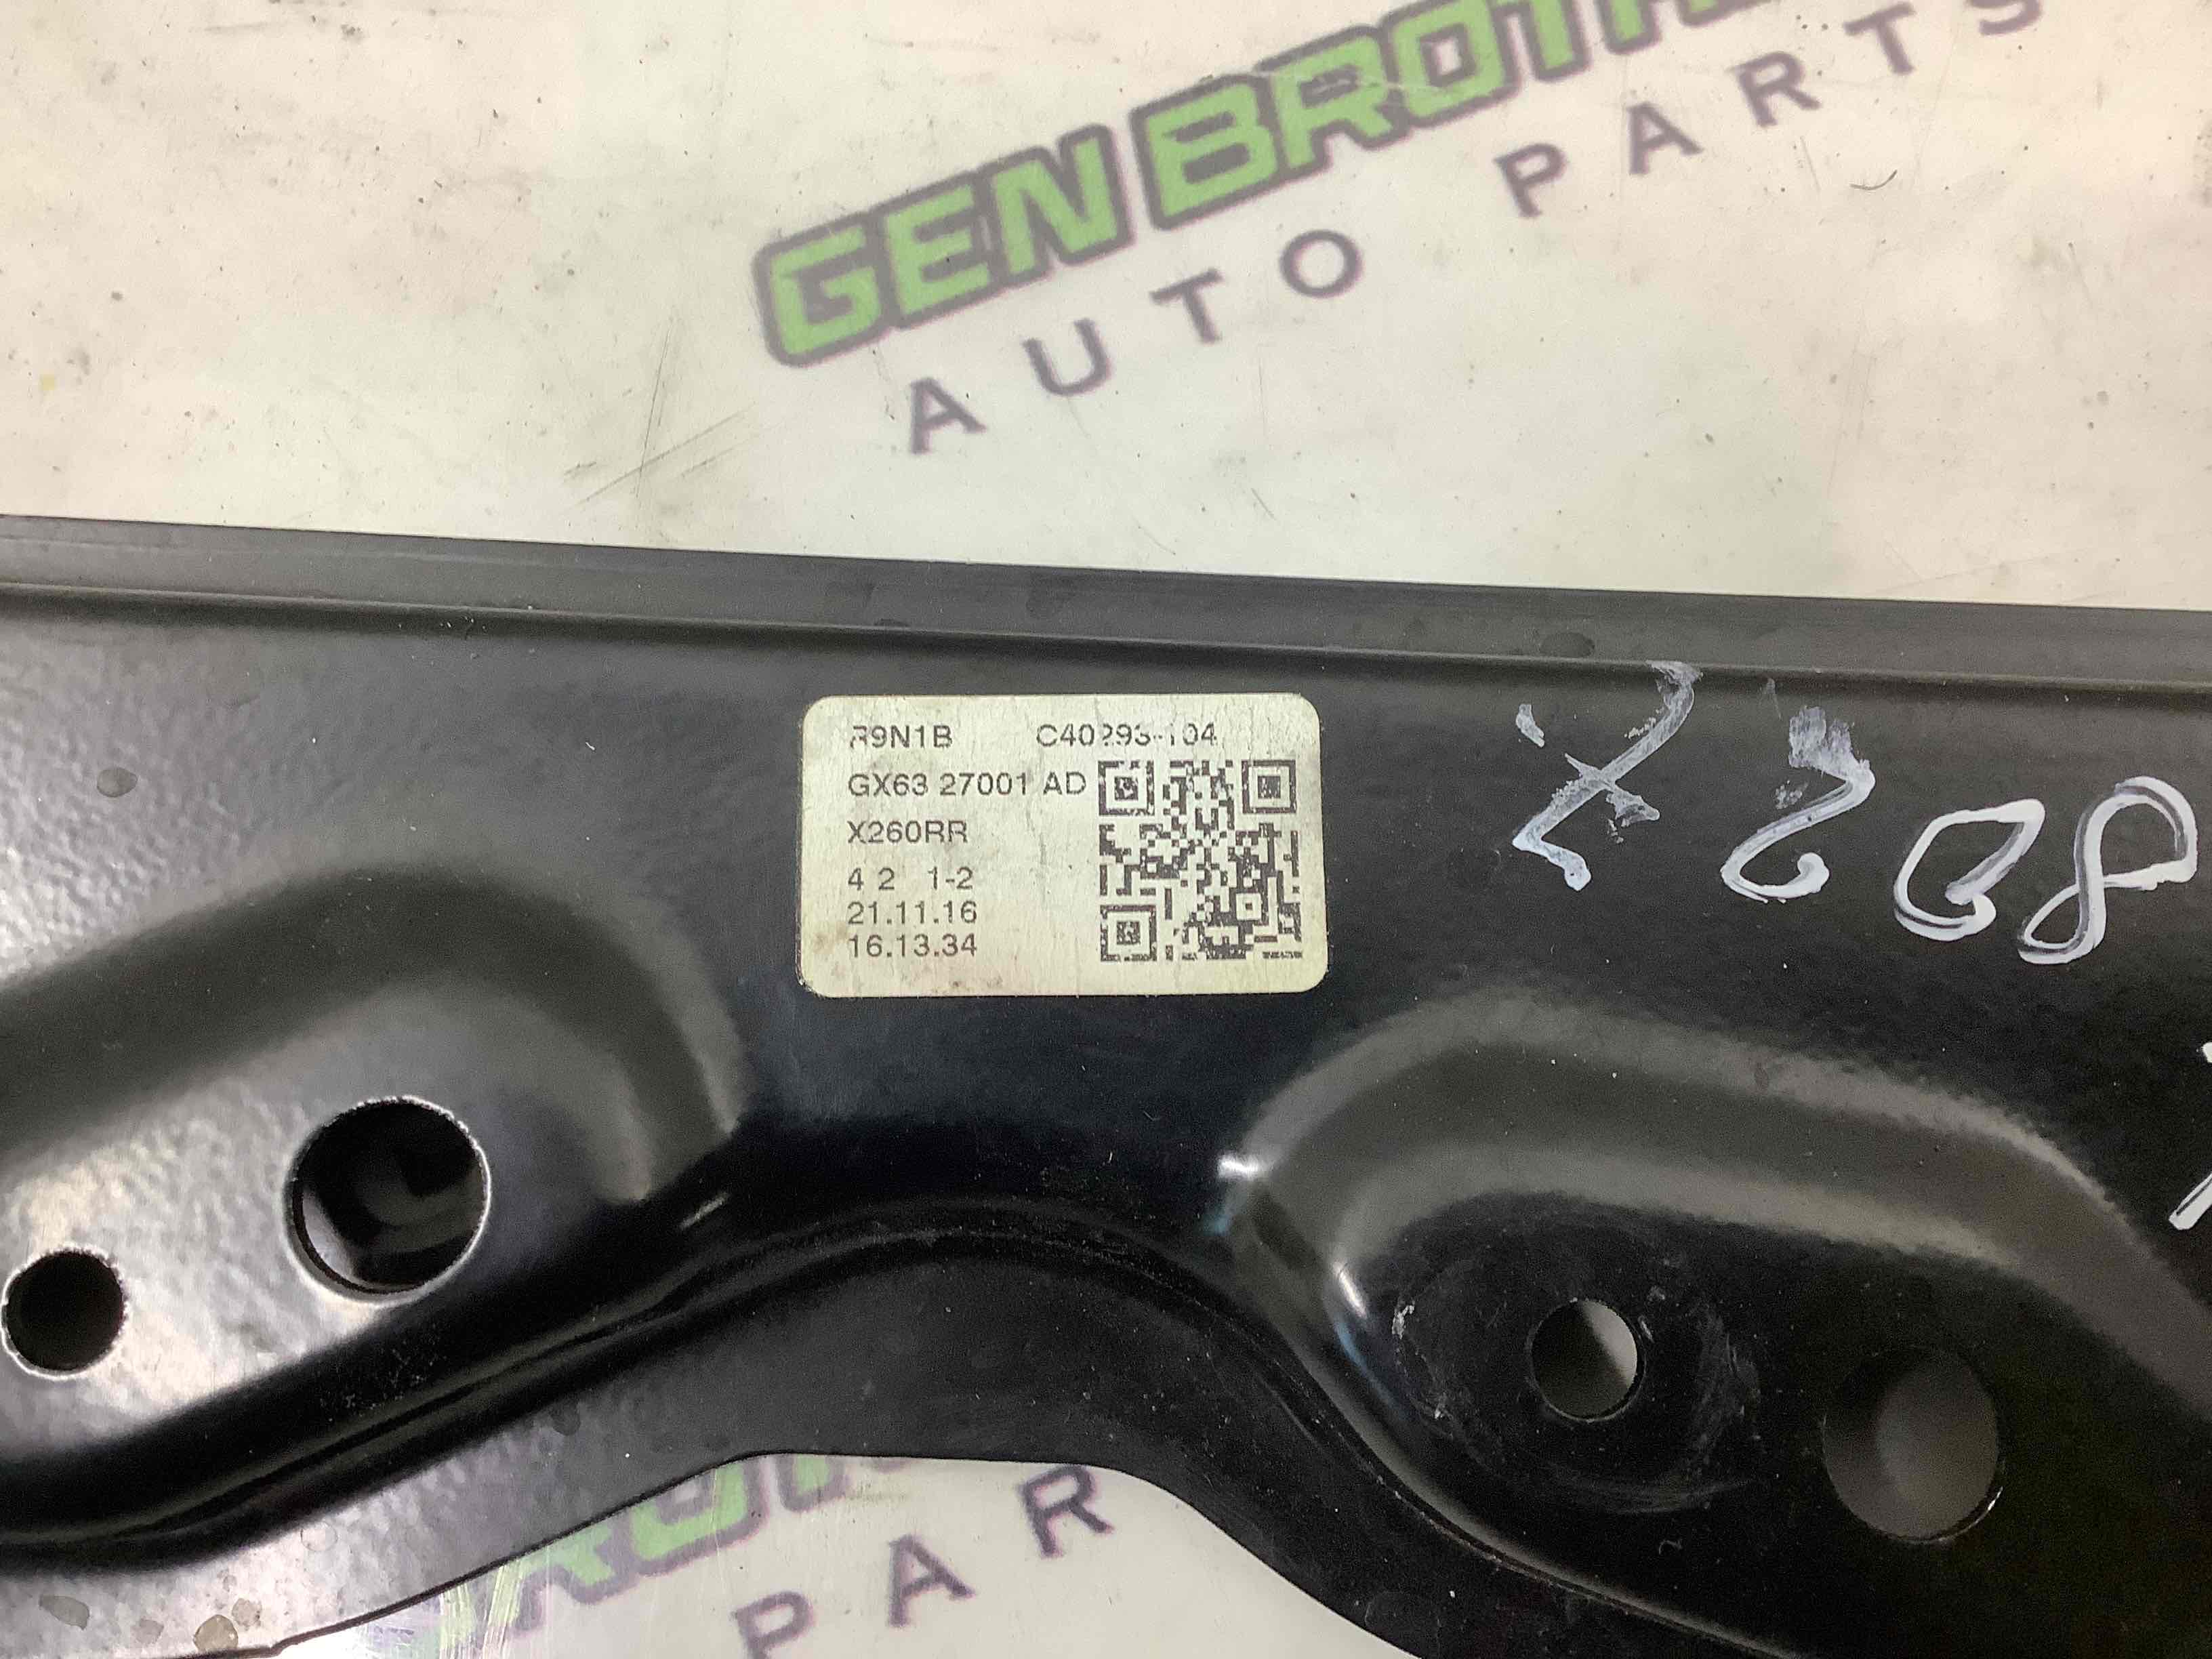 GEN BROTH
AUTO PARTS
R9N1B C40293-104
GX63 27001 AD
X260RR
4 2 1-2
21.11.16
16.13.34
X208
PAR